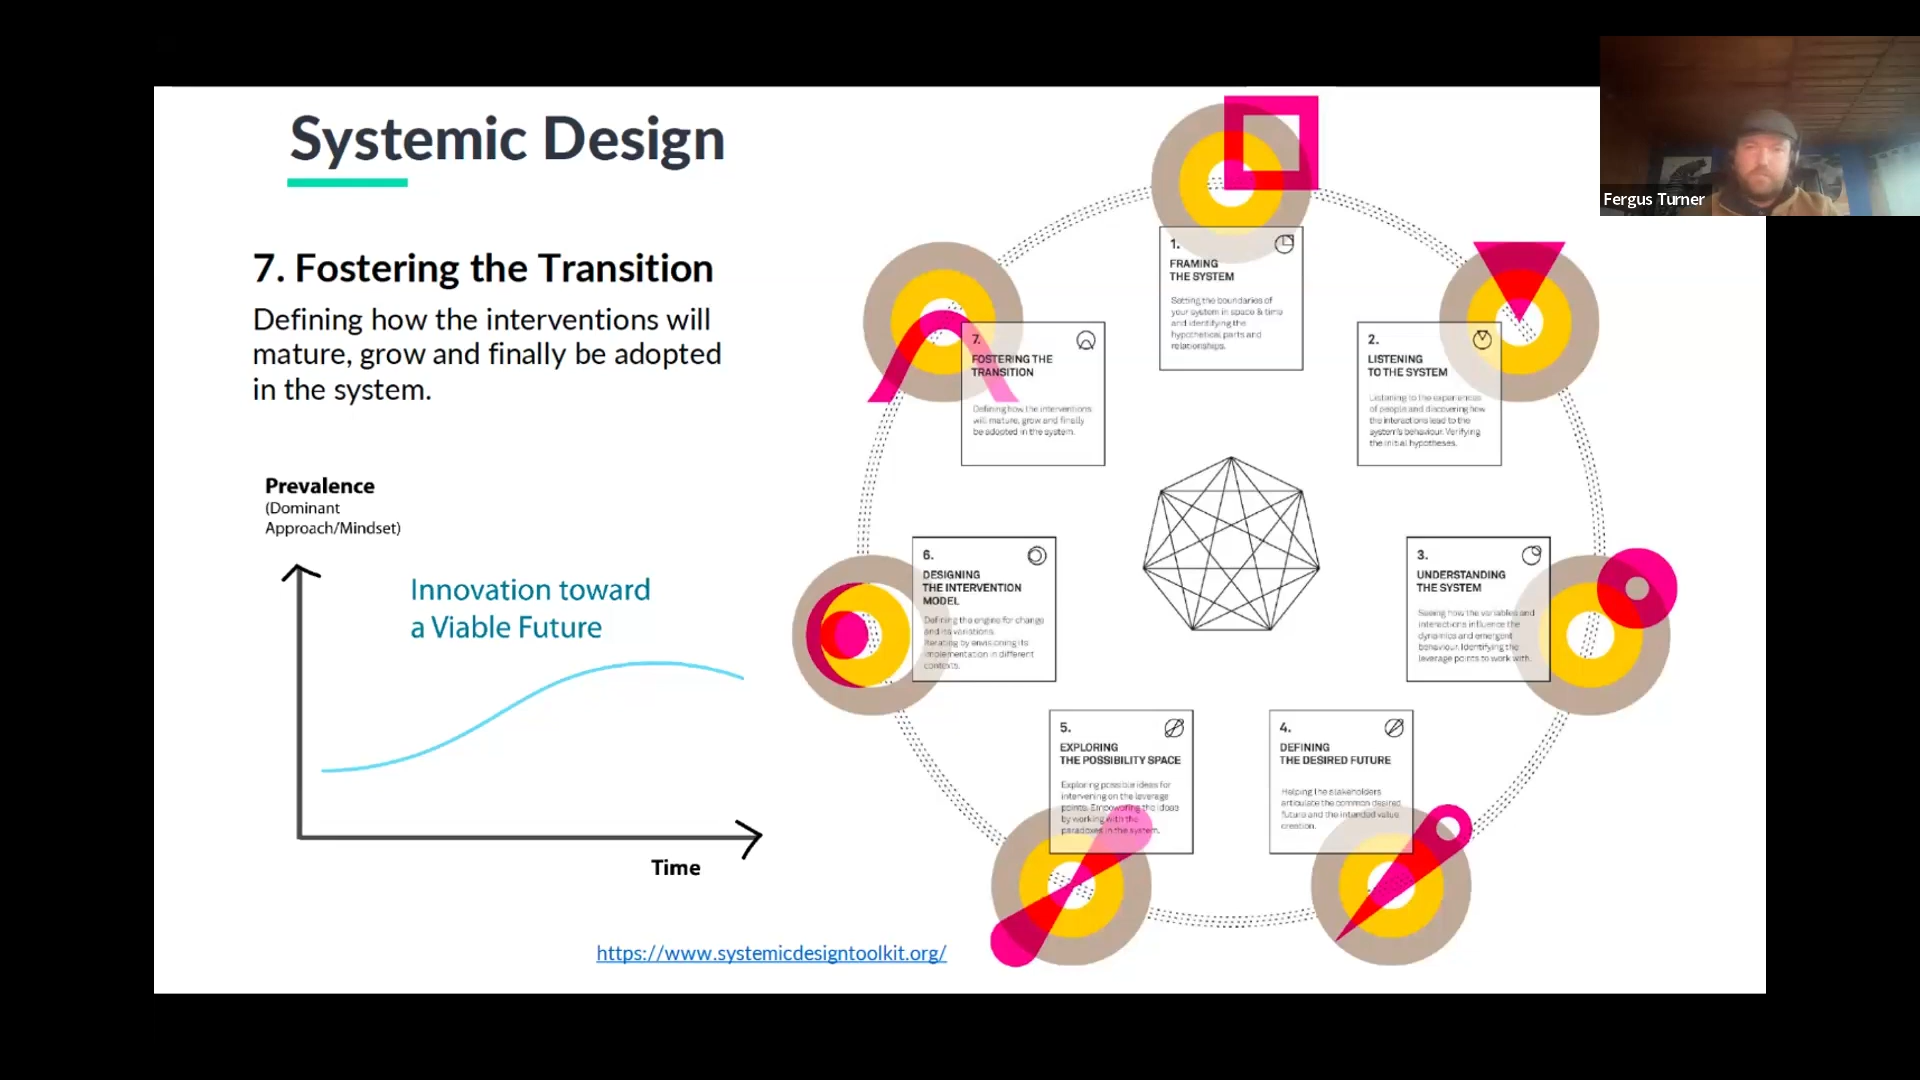 Systemic Design
7. Fostering the Transition
Defining how the interventions will
mature, grow and finally be adopted
in the system.
Prevalence
(Dominant
Approach/Mindset)
Innovation toward
a Viable Future
Time
https://www.systemicdesigntoolkit.org/
1.
FRAMING
THE SYSTEM
Setting the boundaries of
your system in space & time
and identifying the
hypothetical parts and
relationships.
2.
LISTENING
TO THE SYSTEM
Listening to the experiences
of people and discovering how
the interactions lead to the
system's behaviour. Verifying
the initial hypotheses.
3.
UNDERSTANDING
THE SYSTEM
Seeing how the variables and
interactions influence the
dynamics and emergent
behaviour. Identifying the
leverage points to work with.
4.
DEFINING
THE DESIRED FUTURE
Helping the stakeholders
articulate the common desired
future and the intended value
creation.
5.
EXPLORING
THE POSSIBILITY SPACE
Exploring possible ideas for
intervening on the leverage
points. Empowering the ideas
by working with the
paradoxes in the system.
6.
DESIGNING
THE INTERVENTION
MODEL
Defining the engine for change
and its variations.
Iterating by envisioning its
implementation in different
contexts.
7.
FOSTERING THE
TRANSITION
Defining how the interventions
will mature, grow and finally
be adopted in the system.
Fergus Turner